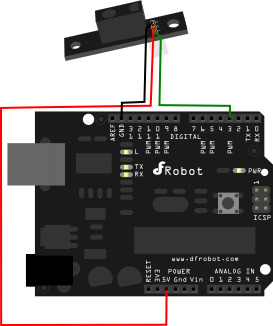 AREF
GND
13
12
11
10
9
8
7
6
5
4
3
2
1
0
PWM
PWM
PWM
PWM
PWM
PWM
TX
RX
DIGITAL
L
TX
RX
DFRobot
PWR
1
ICSP
www.dfrobot.com
RESET
3V3
POWER
5V Gnd Vin
ANALOG IN
0 1 2 3 4 5